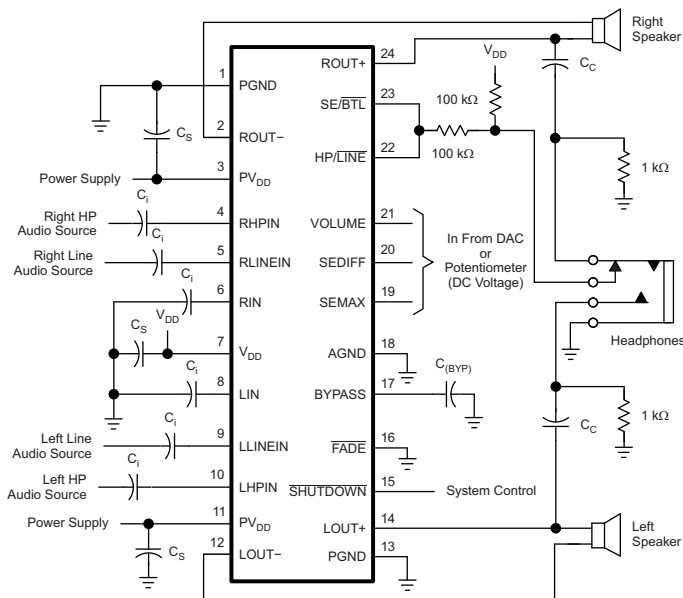 Right
Speaker
V_DD
C_C
100 kΩ
100 kΩ
1 kΩ
1 PGND
C_S
2 ROUT−
Power Supply 3 PV_DD
Right HP
Audio Source
C_i
4 RHPIN
Right Line
Audio Source
C_i
5 RLINEIN
C_i
6 RIN
C_S
V_DD
7 V_DD
C_i
8 LIN
Left Line
Audio Source
C_i
9 LLINEIN
Left HP
Audio Source
C_i
10 LHPIN
Power Supply 11 PV_DD
C_S
12 LOUT−
ROUT+ 24
SE/B̅T̅L̅ 23
HP/L̅I̅N̅E̅ 22
VOLUME 21
SEDIFF 20
SEMAX 19
In From DAC
or
Potentiometer
(DC Voltage)
AGND 18
BYPASS 17
C_(BYP)
F̅A̅D̅E̅ 16
S̅H̅U̅T̅D̅O̅W̅N̅ 15 System Control
LOUT+ 14
PGND 13
Headphones
C_C
1 kΩ
Left
Speaker